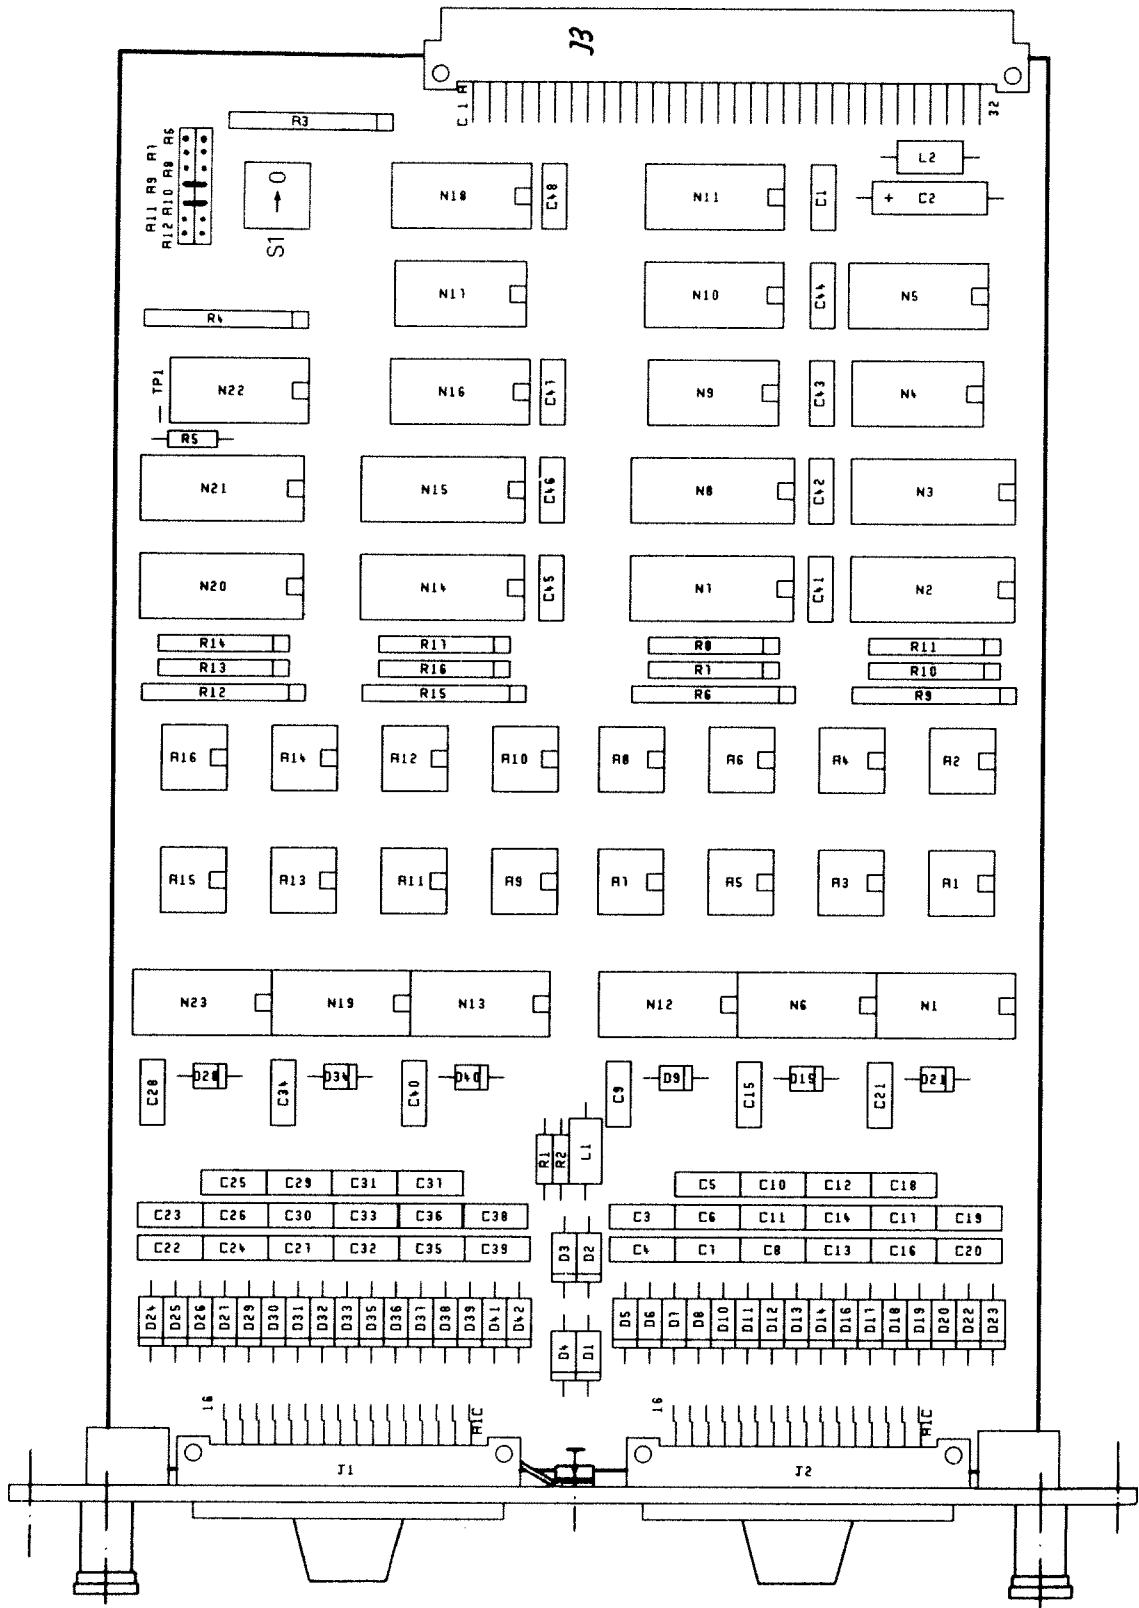 J3
C 1 A
32
R3
A11 A9 A7
A12 A10 A8 A6
S1
0
N18
C48
N11
C1
L2
+ C2
N17
N10
C44
N5
R4
TP1
N22
N16
C47
N9
C43
N4
R5
N21
N15
C46
N8
C42
N3
N20
N14
C45
N7
C41
N2
R14 R17 R8 R11
R13 R16 R7 R10
R12 R15 R6 R9
A16 A14 A12 A10 A8 A6 A4 A2
A15 A13 A11 A9 A7 A5 A3 A1
N23 N19 N13 N12 N6 N1
C28 D28 C34 D34 C40 D40 C9 D9 C15 D15 C21 D21
R1 R2 L1
C25 C29 C31 C37 C5 C10 C12 C18
C23 C26 C30 C33 C36 C38 C3 C6 C11 C14 C17 C19
C22 C24 C27 C32 C35 C39 D3 D2 C4 C7 C8 C13 C16 C20
D24 D25 D26 D27 D29 D30 D31 D32 D33 D35 D36 D37 D38 D39 D41 D42
D4 D1
D5 D6 D7 D8 D10 D11 D12 D13 D14 D16 D17 D18 D19 D20 D22 D23
16 A1C
16 A1C
J1
J2